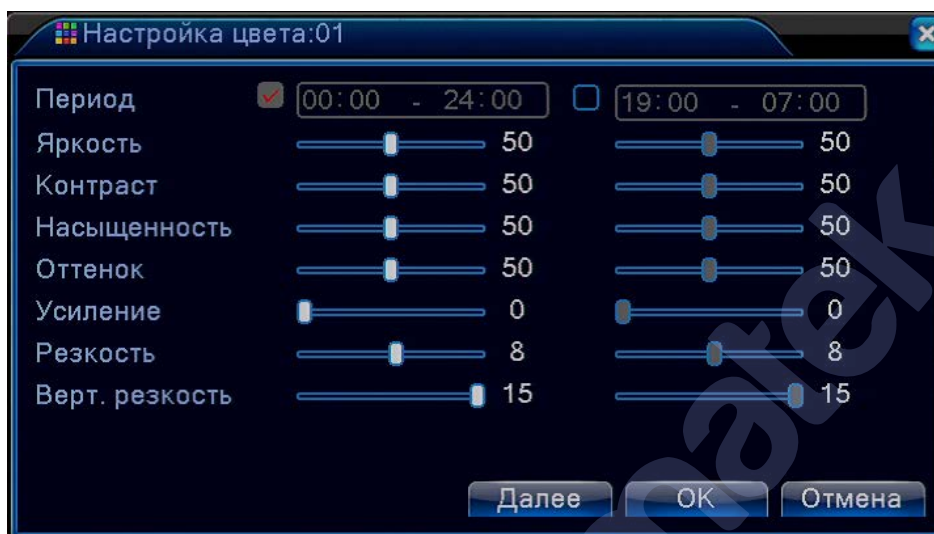 Настройка цвета:01
Период 00:00 - 24:00 19:00 - 07:00
Яркость 50 50
Контраст 50 50
Насыщенность 50 50
Оттенок 50 50
Усиление 0 0
Резкость 8 8
Верт. резкость 15 15
Далее OK Отмена
matek